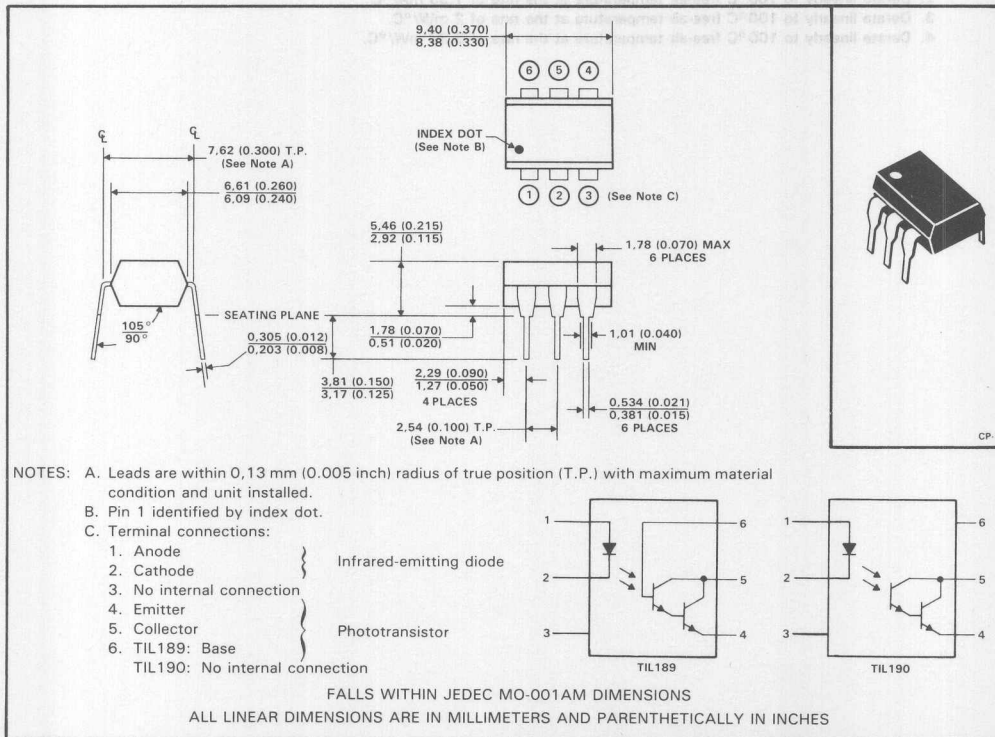 3 Derate linearly to 100°C free-air temperature at the rate of 2 mW/°C.
4. Derate linearly to 100°C free-air temperature at the rate of
9,40 (0.370)
8,38 (0.330)
6 5 4
INDEX DOT
(See Note B)
1 2 3 (See Note C)
℄ ℄
7,62 (0.300) T.P.
(See Note A)
6,61 (0.260)
6,09 (0.240)
5,46 (0.215)
2,92 (0.115)
1,78 (0.070) MAX
6 PLACES
SEATING PLANE
105°
90°
0,305 (0.012)
0,203 (0.008)
1,78 (0.070)
0,51 (0.020)
1,01 (0.040)
MIN
3,81 (0.150)
3,17 (0.125)
2,29 (0.090)
1,27 (0.050)
4 PLACES
0,534 (0.021)
0,381 (0.015)
6 PLACES
2,54 (0.100) T.P.
(See Note A)
CP-
NOTES: A. Leads are within 0,13 mm (0.005 inch) radius of true position (T.P.) with maximum material
condition and unit installed.
B. Pin 1 identified by index dot.
C. Terminal connections:
1. Anode
2. Cathode
Infrared-emitting diode
3. No internal connection
4. Emitter
5. Collector
Phototransistor
6. TIL189: Base
TIL190: No internal connection
1 6
2 5
3 4
TIL189
1 6
2 5
3 4
TIL190
FALLS WITHIN JEDEC MO-001AM DIMENSIONS
ALL LINEAR DIMENSIONS ARE IN MILLIMETERS AND PARENTHETICALLY IN INCHES